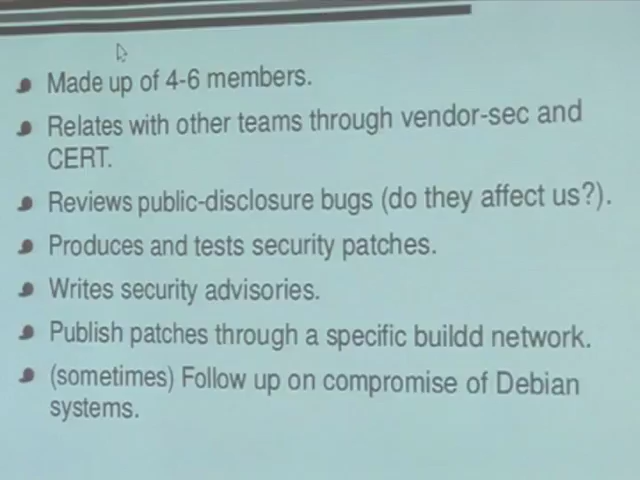 Made up of 4-6 members.
Relates with other teams through vendor-sec and
CERT.
Reviews public-disclosure bugs (do they affect us?).
Produces and tests security patches.
Writes security advisories.
Publish patches through a specific buildd network.
(sometimes) Follow up on compromise of Debian
systems.